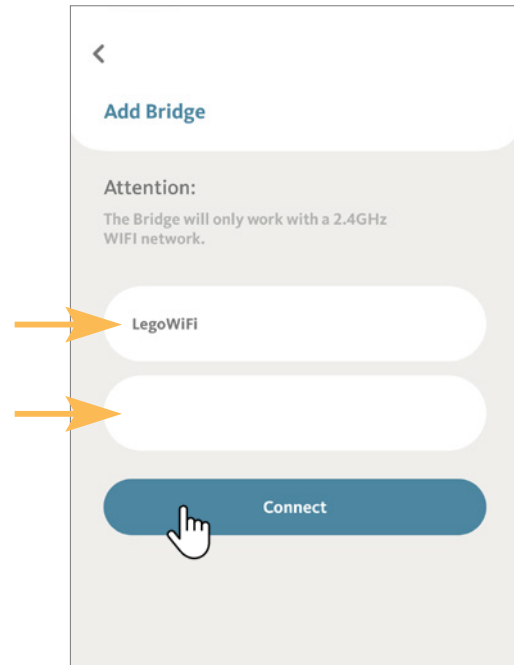 Add Bridge
Attention:
The Bridge will only work with a 2.4GHz
WIFI network.
LegoWiFi
Connect